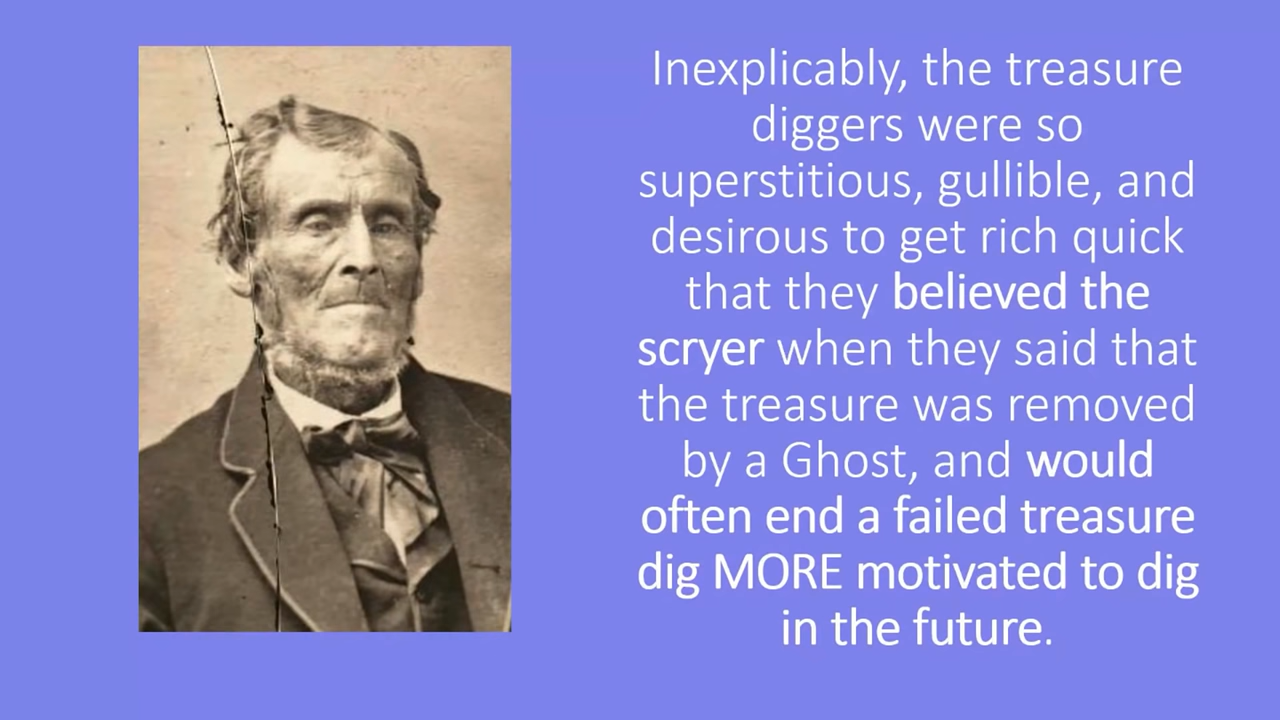 Inexplicably, the treasure
diggers were so
superstitious, gullible, and
desirous to get rich quick
that they believed the
scryer when they said that
the treasure was removed
by a Ghost, and would
often end a failed treasure
dig MORE motivated to dig
in the future.